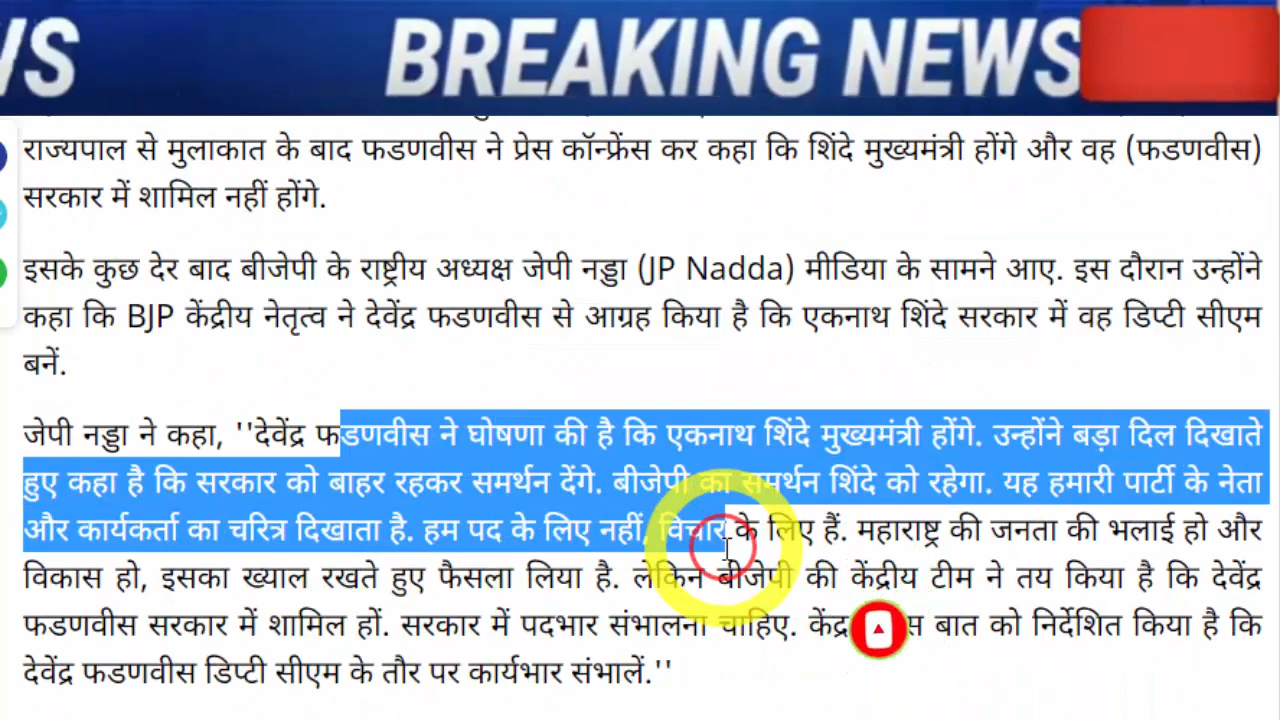 WS BREAKING NEWS
राज्यपाल से मुलाकात के बाद फडणवीस ने प्रेस कॉन्फ्रेंस कर कहा कि शिंदे मुख्यमंत्री होंगे और वह (फडणवीस)
सरकार में शामिल नहीं होंगे.
इसके कुछ देर बाद बीजेपी के राष्ट्रीय अध्यक्ष जेपी नड्डा (JP Nadda) मीडिया के सामने आए. इस दौरान उन्होंने
कहा कि BJP केंद्रीय नेतृत्व ने देवेंद्र फडणवीस से आग्रह किया है कि एकनाथ शिंदे सरकार में वह डिप्टी सीएम
बनें.
जेपी नड्डा ने कहा, ''देवेंद्र फडणवीस ने घोषणा की है कि एकनाथ शिंदे मुख्यमंत्री होंगे. उन्होंने बड़ा दिल दिखाते
हुए कहा है कि सरकार को बाहर रहकर समर्थन देंगे. बीजेपी का समर्थन शिंदे को रहेगा. यह हमारी पार्टी के नेता
और कार्यकर्ता का चरित्र दिखाता है. हम पद के लिए नहीं, विचार के लिए हैं. महाराष्ट्र की जनता की भलाई हो और
विकास हो, इसका ख्याल रखते हुए फैसला लिया है. लेकिन बीजेपी की केंद्रीय टीम ने तय किया है कि देवेंद्र
फडणवीस सरकार में शामिल हों. सरकार में पदभार संभालना चाहिए. केंद्र स बात को निर्देशित किया है कि
देवेंद्र फडणवीस डिप्टी सीएम के तौर पर कार्यभार संभालें.''